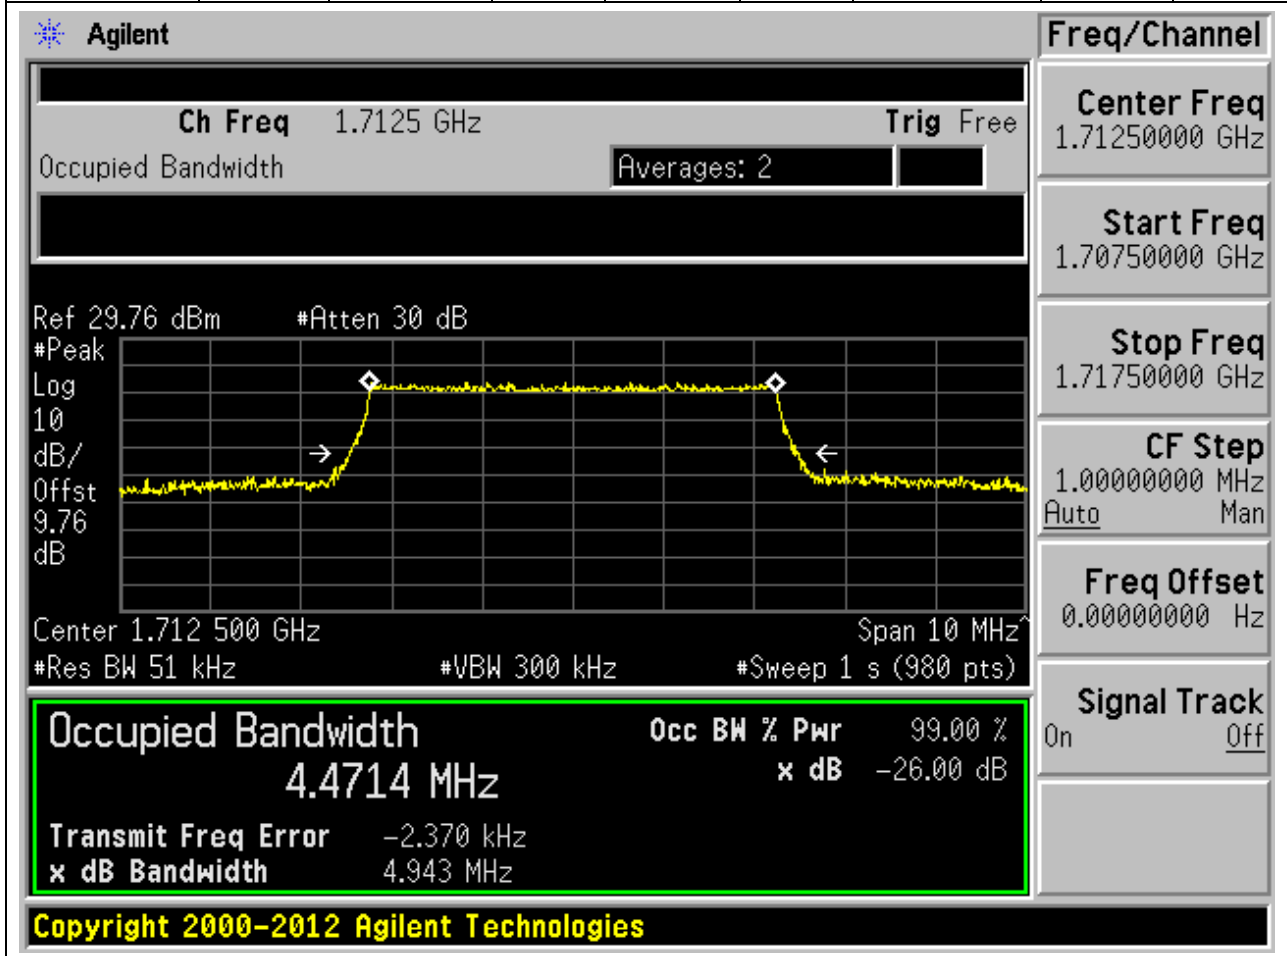 Agilent
Freq/Channel
Ch Freq 1.7125 GHz Trig Free
Occupied Bandwidth Averages: 2
Center Freq
1.71250000 GHz
Start Freq
1.70750000 GHz
Stop Freq
1.71750000 GHz
CF Step
1.00000000 MHz
Auto Man
Freq Offset
0.00000000 Hz
Signal Track
On Off
Ref 29.76 dBm #Atten 30 dB
#Peak
Log
10
dB/
Offst
9.76
dB
Center 1.712 500 GHz Span 10 MHz^
#Res BW 51 kHz #VBW 300 kHz #Sweep 1 s (980 pts)
Occupied Bandwidth Occ BW % Pwr 99.00 %
4.4714 MHz x dB -26.00 dB
Transmit Freq Error -2.370 kHz
x dB Bandwidth 4.943 MHz
Copyright 2000-2012 Agilent Technologies